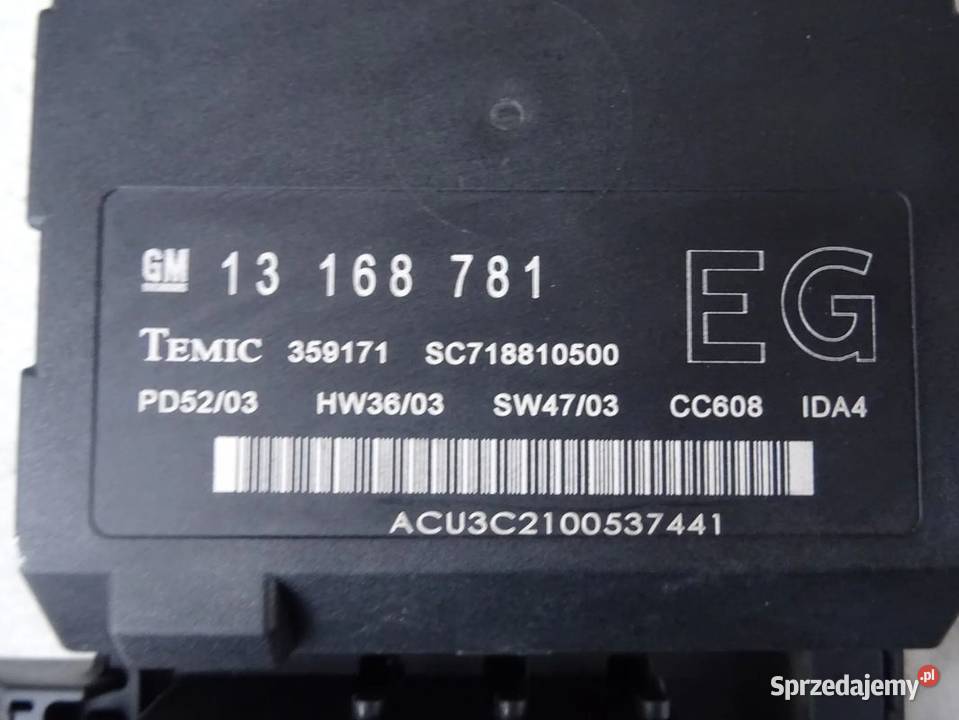 GM 13 168 781 EG
TEMIC 359171 SC718810500
PD52/03 HW36/03 SW47/03 CC608 IDA4
ACU3C2100537441
Sprzedajemy.pl